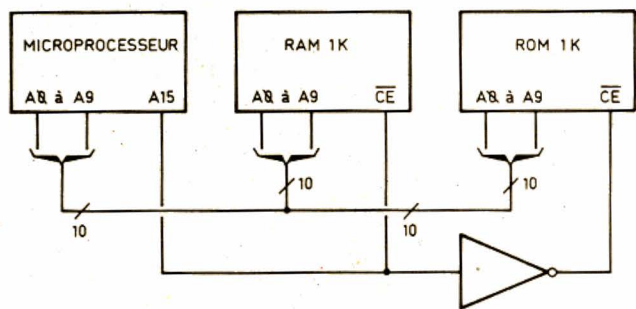 MICROPROCESSEUR
A0 à A9 A15
RAM 1K
A0 à A9 CE
ROM 1K
A0 à A9 CE
10
10
10
10